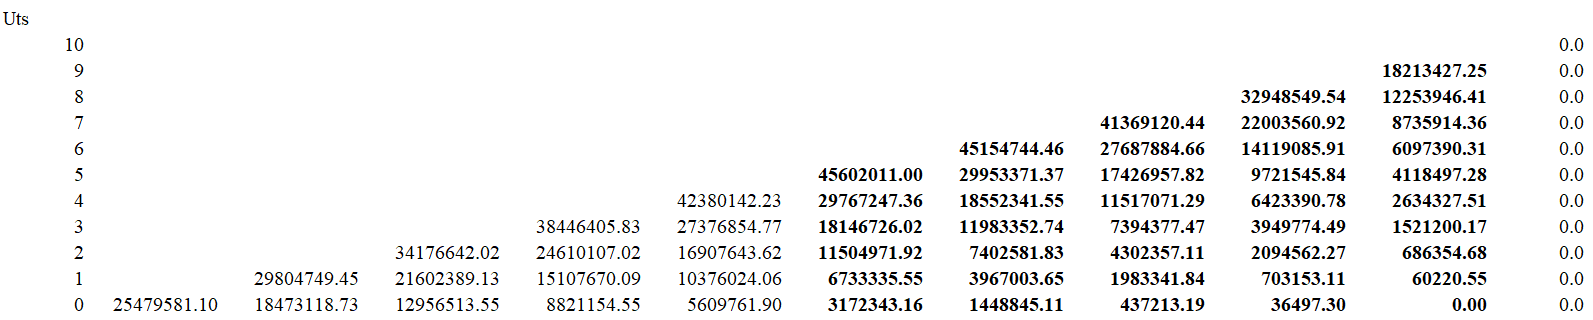 Uts
10 0.0
9 18213427.25 0.0
8 32948549.54 12253946.41 0.0
7 41369120.44 22003560.92 8735914.36 0.0
6 45154744.46 27687884.66 14119085.91 6097390.31 0.0
5 45602011.00 29953371.37 17426957.82 9721545.84 4118497.28 0.0
4 42380142.23 29767247.36 18552341.55 11517071.29 6423390.78 2634327.51 0.0
3 38446405.83 27376854.77 18146726.02 11983352.74 7394377.47 3949774.49 1521200.17 0.0
2 34176642.02 24610107.02 16907643.62 11504971.92 7402581.83 4302357.11 2094562.27 686354.68 0.0
1 29804749.45 21602389.13 15107670.09 10376024.06 6733335.55 3967003.65 1983341.84 703153.11 60220.55 0.0
0 25479581.10 18473118.73 12956513.55 8821154.55 5609761.90 3172343.16 1448845.11 437213.19 36497.30 0.00 0.0